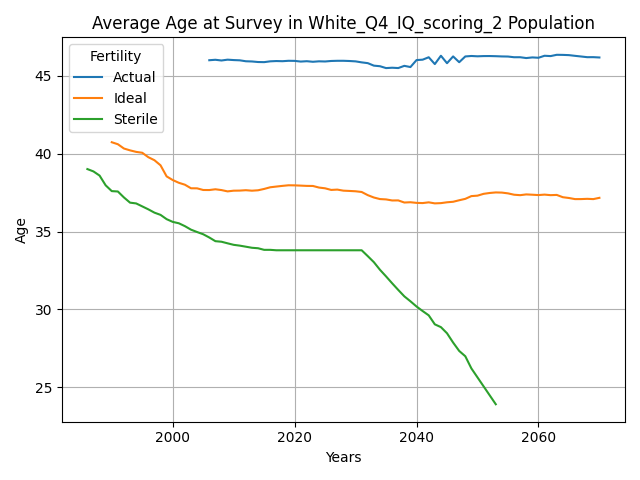 Average Age at Survey in White_Q4_IQ_scoring_2 Population
Fertility
Actual
Ideal
Sterile
Age
45
40
35
30
25
2000
2020
2040
2060
Years